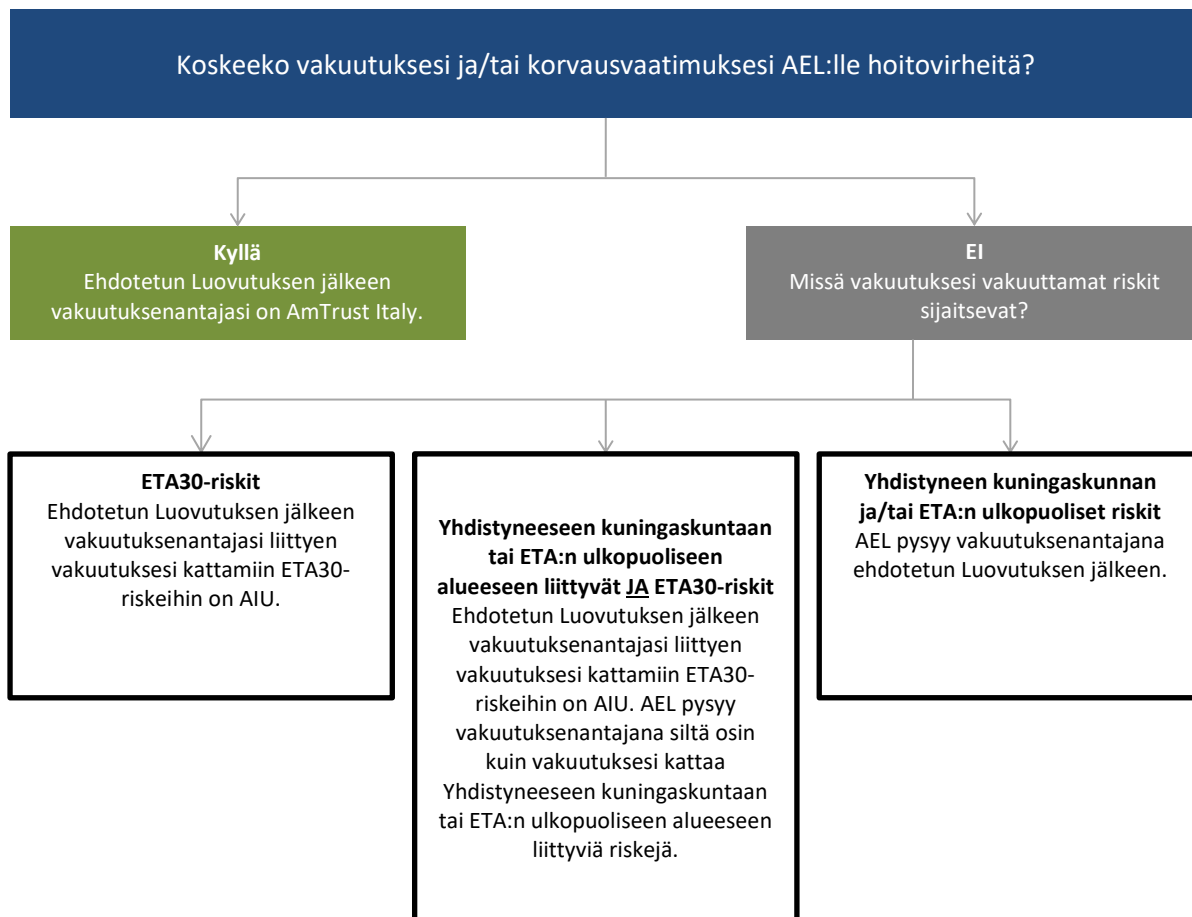 Koskeeko vakuutuksesi ja/tai korvausvaatimuksesi AEL:lle hoitovirheitä?
Kyllä
Ehdotetun Luovutuksen jälkeen
vakuutuksenantajasi on AmTrust Italy.
EI
Missä vakuutuksesi vakuuttamat riskit
sijaitsevat?
ETA30-riskit
Ehdotetun Luovutuksen jälkeen
vakuutuksenantajasi liittyen
vakuutuksesi kattamiin ETA30-
riskeihin on AIU.
Yhdistyneeseen kuningaskuntaan
tai ETA:n ulkopuoliseen
alueeseen liittyvät JA ETA30-riskit
Ehdotetun Luovutuksen jälkeen
vakuutuksenantajasi liittyen
vakuutuksesi kattamiin ETA30-
riskeihin on AIU. AEL pysyy
vakuutuksenantajana siltä osin
kuin vakuutuksesi kattaa
Yhdistyneeseen kuningaskuntaan
tai ETA:n ulkopuoliseen alueeseen
liittyviä riskejä.
Yhdistyneen kuningaskunnan
ja/tai ETA:n ulkopuoliset riskit
AEL pysyy vakuutuksenantajana
ehdotetun Luovutuksen jälkeen.